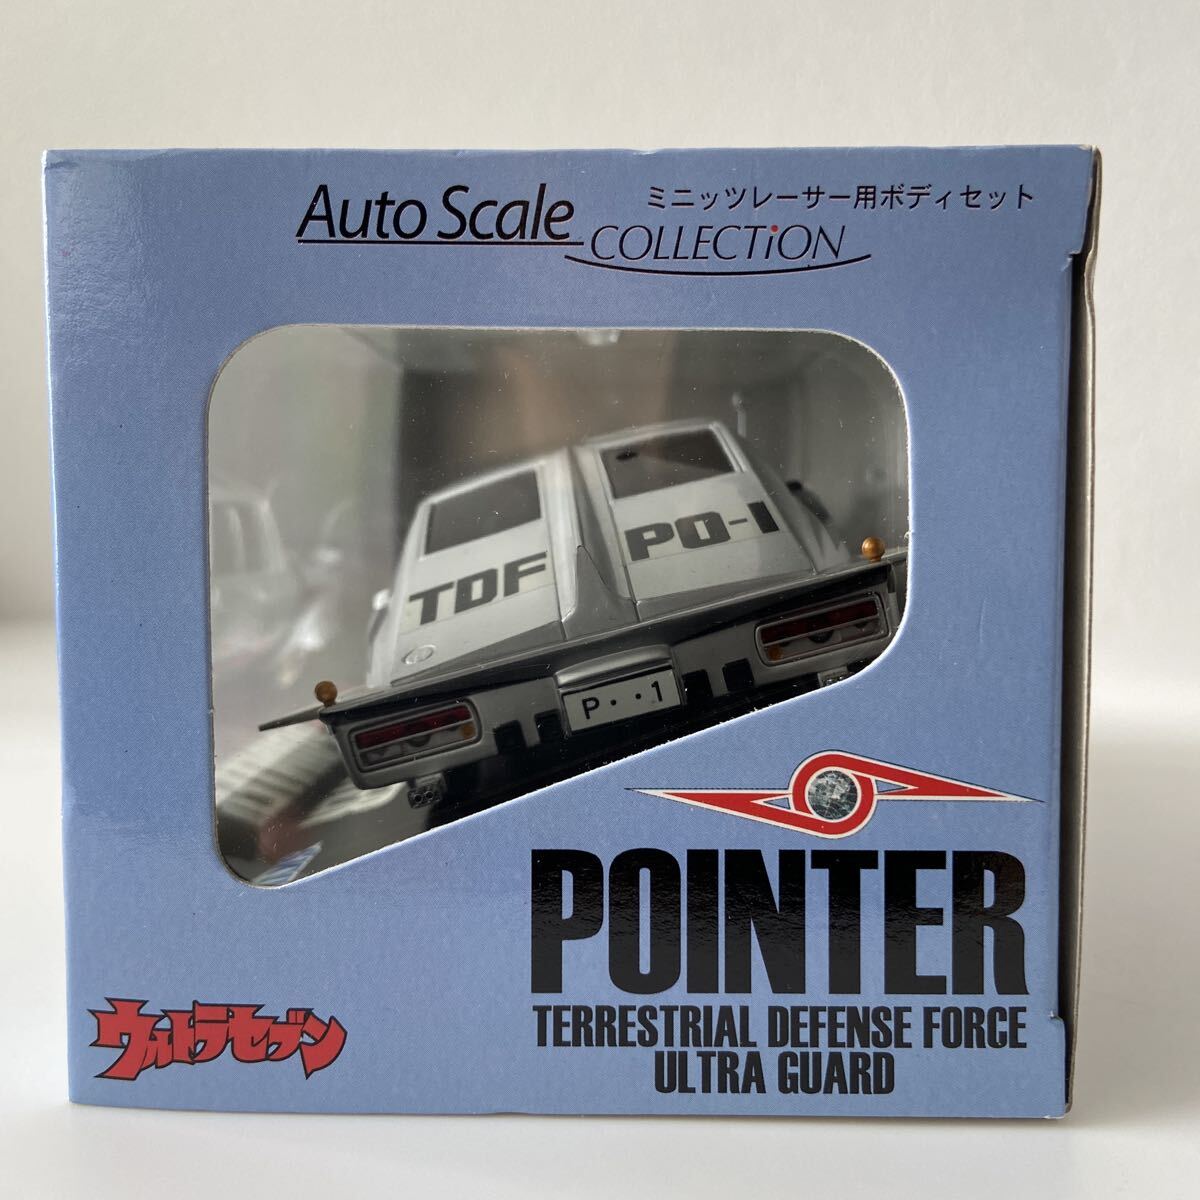 Auto Scale
COLLECTiON
ミニッツレーサー用ボディセット
TDF
PO-1
P・・1
POINTER
TERRESTRIAL DEFENSE FORCE
ULTRA GUARD
ウルトラセブン